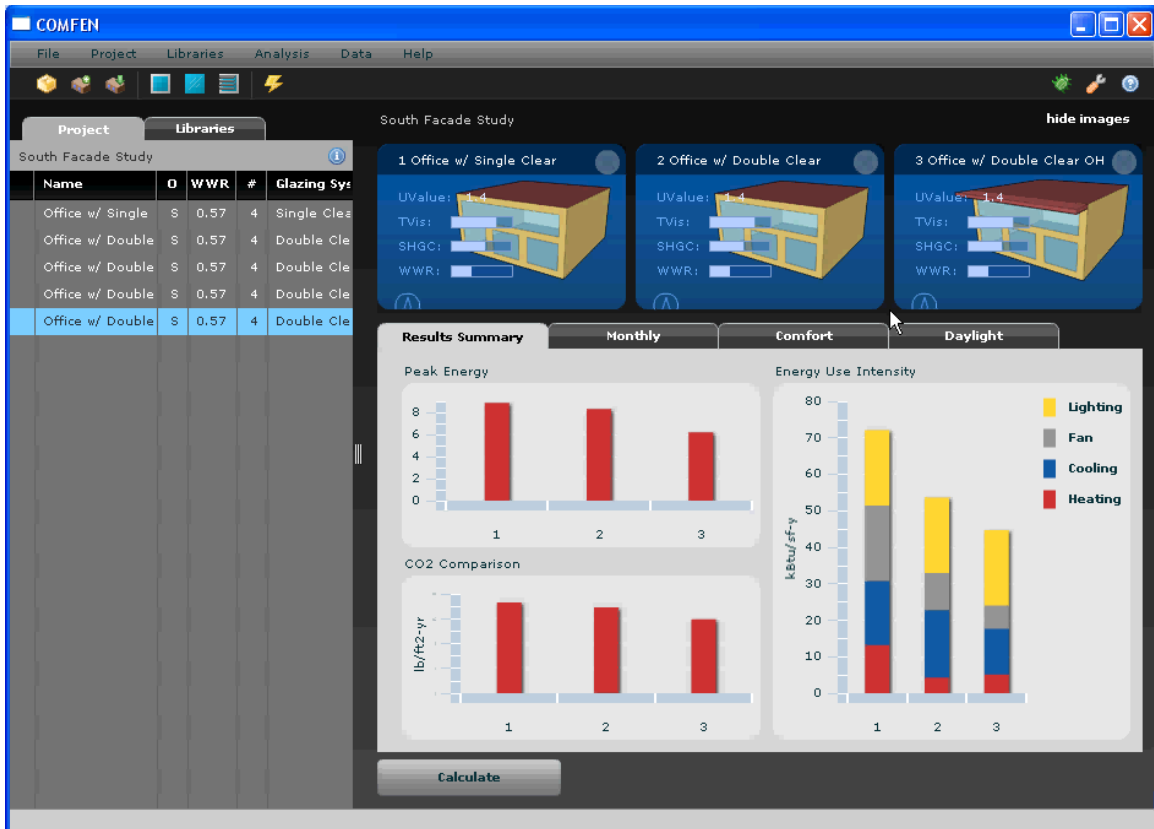 COMFEN
File Project Libraries Analysis Data Help
Project Libraries
South Facade Study
Name O WWR # Glazing Sys
Office w/ Single S 0.57 4 Single Clea
Office w/ Double S 0.57 4 Double Cle
Office w/ Double S 0.57 4 Double Cle
Office w/ Double S 0.57 4 Double Cle
Office w/ Double S 0.57 4 Double Cle
South Facade Study hide images
1 Office w/ Single Clear
UValue: 1.4
TVis:
SHGC:
WWR:
2 Office w/ Double Clear
UValue: 1.4
TVis:
SHGC:
WWR:
3 Office w/ Double Clear OH
UValue: 1.4
TVis:
SHGC:
WWR:
Results Summary Monthly Comfort Daylight
Peak Energy
8
6
4
2
0
1 2 3
CO2 Comparison
lb/ft2-yr
1 2 3
Energy Use Intensity
80
70
60
50
40
30
20
10
0
kBtu/sf-y
1 2 3
Lighting
Fan
Cooling
Heating
Calculate